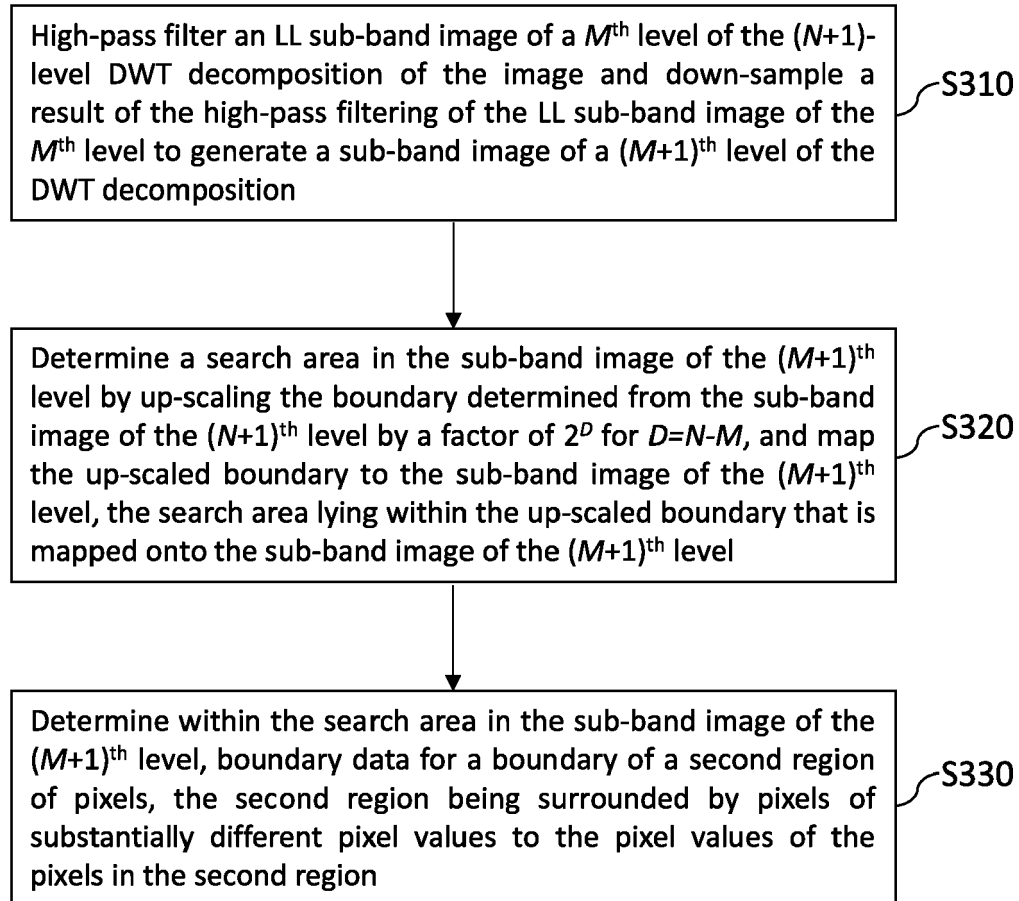 High-pass filter an LL sub-band image of a Mth level of the (N+1)-
level DWT decomposition of the image and down-sample a
result of the high-pass filtering of the LL sub-band image of the
Mth level to generate a sub-band image of a (M+1)th level of the
DWT decomposition
S310
Determine a search area in the sub-band image of the (M+1)th
level by up-scaling the boundary determined from the sub-band
image of the (N+1)th level by a factor of 2D for D=N-M, and map
the up-scaled boundary to the sub-band image of the (M+1)th
level, the search area lying within the up-scaled boundary that is
mapped onto the sub-band image of the (M+1)th level
S320
Determine within the search area in the sub-band image of the
(M+1)th level, boundary data for a boundary of a second region
of pixels, the second region being surrounded by pixels of
substantially different pixel values to the pixel values of the
pixels in the second region
S330